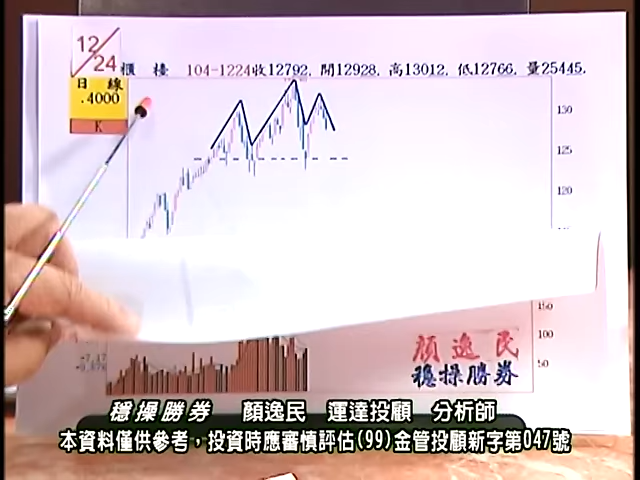 12/24
櫃 檯 104-1224收12792. 開12928. 高13012. 低12766. 量25445.
日 線
.4000
K
130
125
120
150
100
50
顏逸民
穩操勝券
穩操勝券 顏逸民 運達投顧 分析師
本資料僅供參考，投資時應審慎評估(99)金管投顧新字第047號